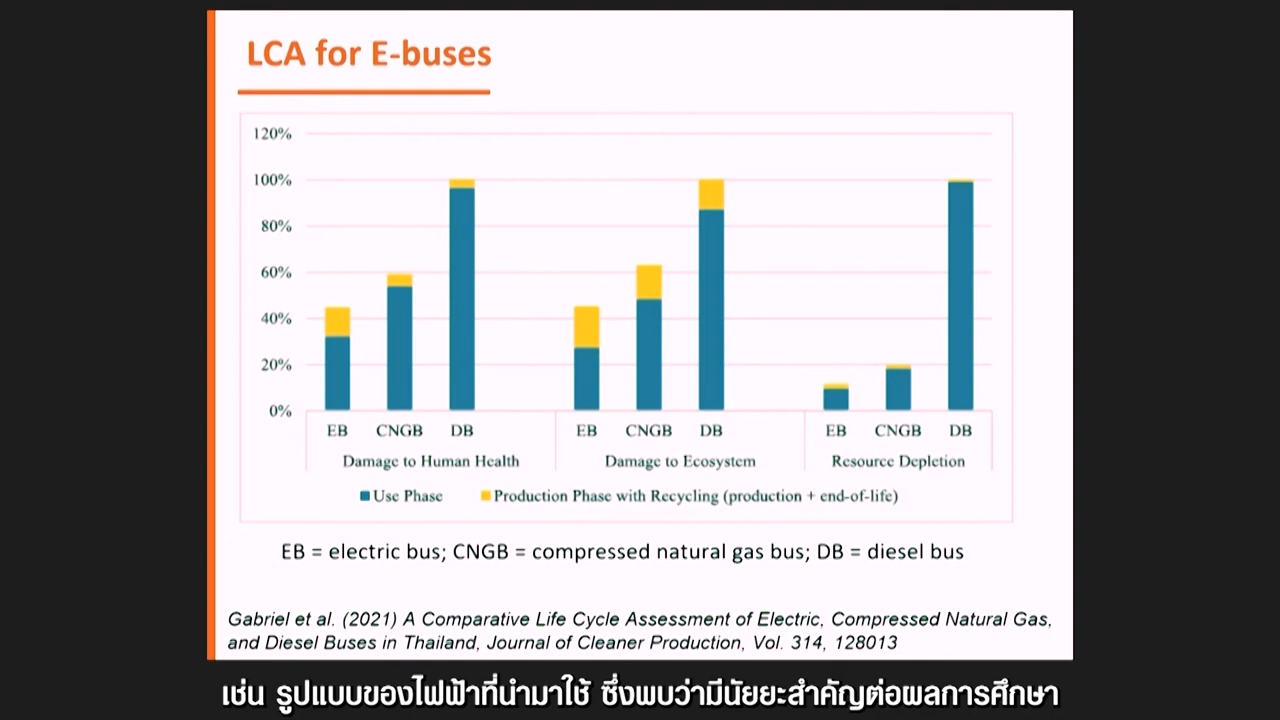 LCA for E-buses
120%
100%
80%
60%
40%
20%
0%
EB CNGB DB EB CNGB DB EB CNGB DB
Damage to Human Health Damage to Ecosystem Resource Depletion
Use Phase Production Phase with Recycling (production + end-of-life)
EB = electric bus; CNGB = compressed natural gas bus; DB = diesel bus
Gabriel et al. (2021) A Comparative Life Cycle Assessment of Electric, Compressed Natural Gas,
and Diesel Buses in Thailand, Journal of Cleaner Production, Vol. 314, 128013
เช่น รูปแบบของไฟฟ้าที่นำมาใช้ ซึ่งพบว่ามีนัยยะสำคัญต่อผลการศึกษา